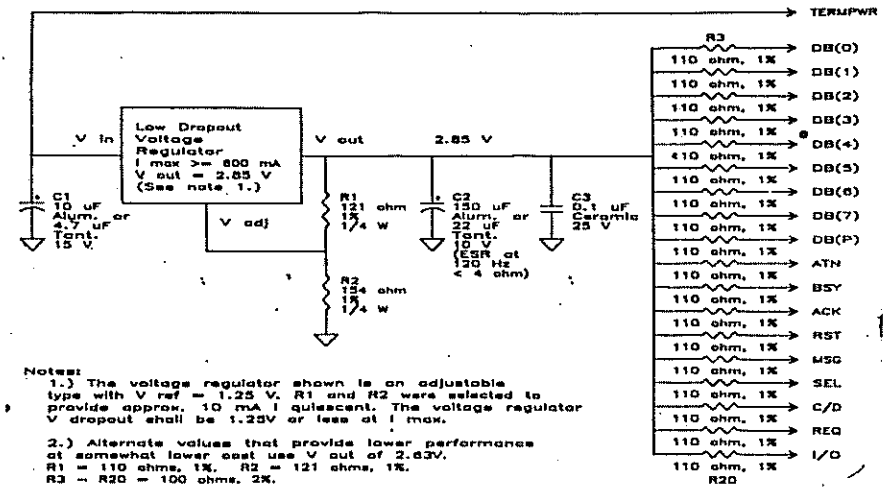 TERMPWR
R3
DB(0)
110 ohm, 1%
DB(1)
110 ohm, 1%
DB(2)
110 ohm, 1%
DB(3)
110 ohm, 1%
DB(4)
110 ohm, 1%
DB(5)
110 ohm, 1%
DB(6)
110 ohm, 1%
DB(7)
110 ohm, 1%
DB(P)
110 ohm, 1%
ATN
110 ohm, 1%
BSY
110 ohm, 1%
ACK
110 ohm, 1%
RST
110 ohm, 1%
MSG
110 ohm, 1%
SEL
110 ohm, 1%
C/D
110 ohm, 1%
REQ
110 ohm, 1%
I/O
110 ohm, 1%
R20
V in
Low Dropout
Voltage
Regulator
I max >= 600 mA
V out = 2.85 V
(See note 1.)
V out
2.85 V
V adj
C1
10 uF
Alum. or
4.7 uF
Tant.
15 V.
R1
121 ohm
1%
1/4 W
R2
154 ohm
1%
1/4 W
C2
150 uF
Alum. or
22 uF
Tant.
10 V
(ESR at
120 Hz
< 4 ohm)
C3
0.1 uF
Ceramic
25 V
Notes:
1.) The voltage regulator shown is an adjustable
type with V ref = 1.25 V. R1 and R2 were selected to
provide approx. 10 mA I quiescent. The voltage regulator
V dropout shall be 1.25V or less at I max.
2.) Alternate values that provide lower performance
at somewhat lower cost use V out of 2.63V.
R1 = 110 ohms, 1%. R2 = 121 ohms, 1%.
R3 - R20 = 100 ohms, 2%.